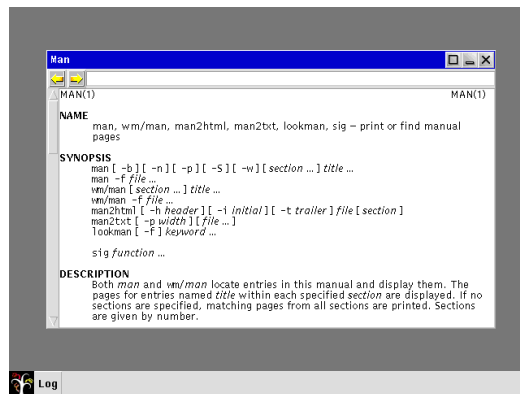 Man
MAN(1) MAN(1)
NAME
man, wm/man, man2html, man2txt, lookman, sig – print or find manual
pages
SYNOPSIS
man [ -b ][ -n ][ -p ][ -S ][ -w ][ section ... ] title ...
man -f file ...
wm/man [ section ... ] title ...
wm/man -f file ...
man2html [ -h header ][ -i initial ][ -t trailer ] file [ section ]
man2txt [ -p width ][ file ... ]
lookman [ -f ] keyword ...
sig function ...
DESCRIPTION
Both man and wm/man locate entries in this manual and display them. The
pages for entries named title within each specified section are displayed. If no
sections are specified, matching pages from all sections are printed. Sections
are given by number.
Log